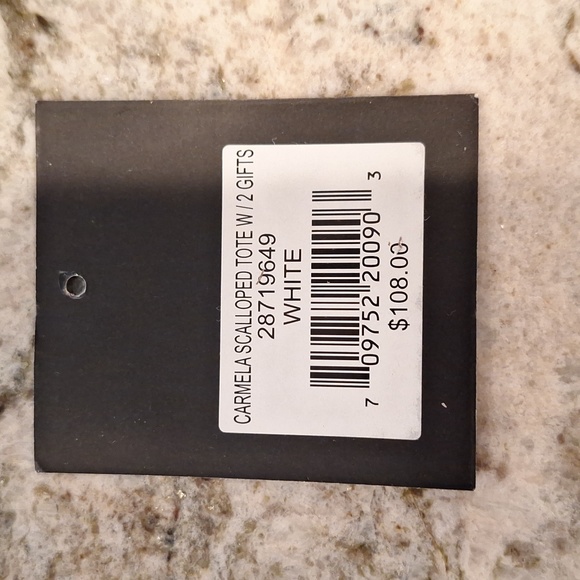 CARMELA SCALLOPED TOTE W / 2 GIFTS
28719649
WHITE
7 09752 20090 3
$108.00